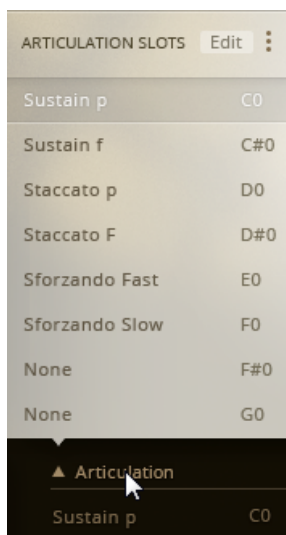 ARTICULATION SLOTS Edit
Sustain p C0
Sustain f C#0
Staccato p D0
Staccato F D#0
Sforzando Fast E0
Sforzando Slow F0
None F#0
None G0
▲ Articulation
Sustain p C0